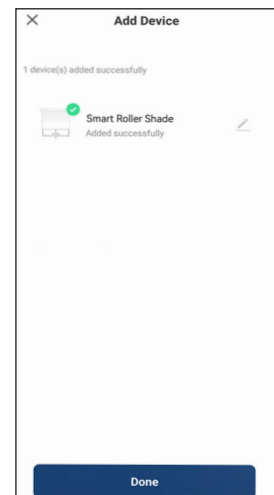 Add Device
1 device(s) added successfully
Smart Roller Shade
Added successfully
Done